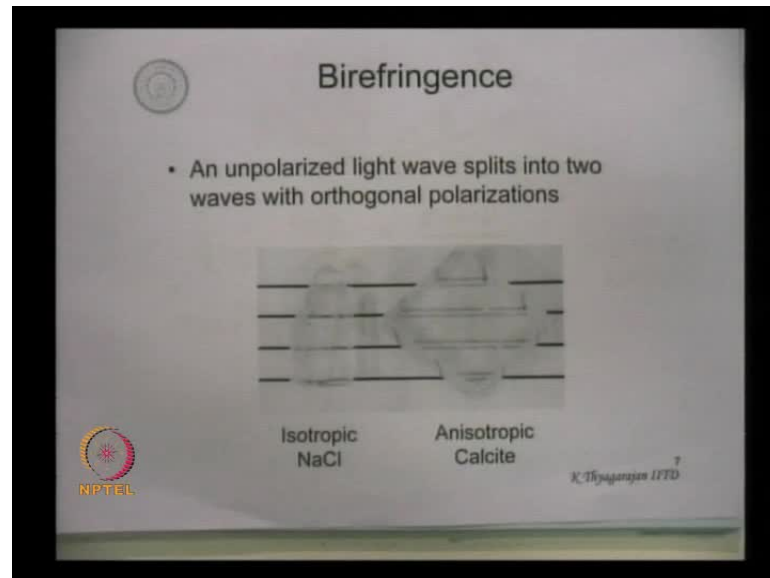 Birefringence
• An unpolarized light wave splits into two
waves with orthogonal polarizations
Isotropic
NaCl
Anisotropic
Calcite
7
K Thyagarajan IITD
NPTEL